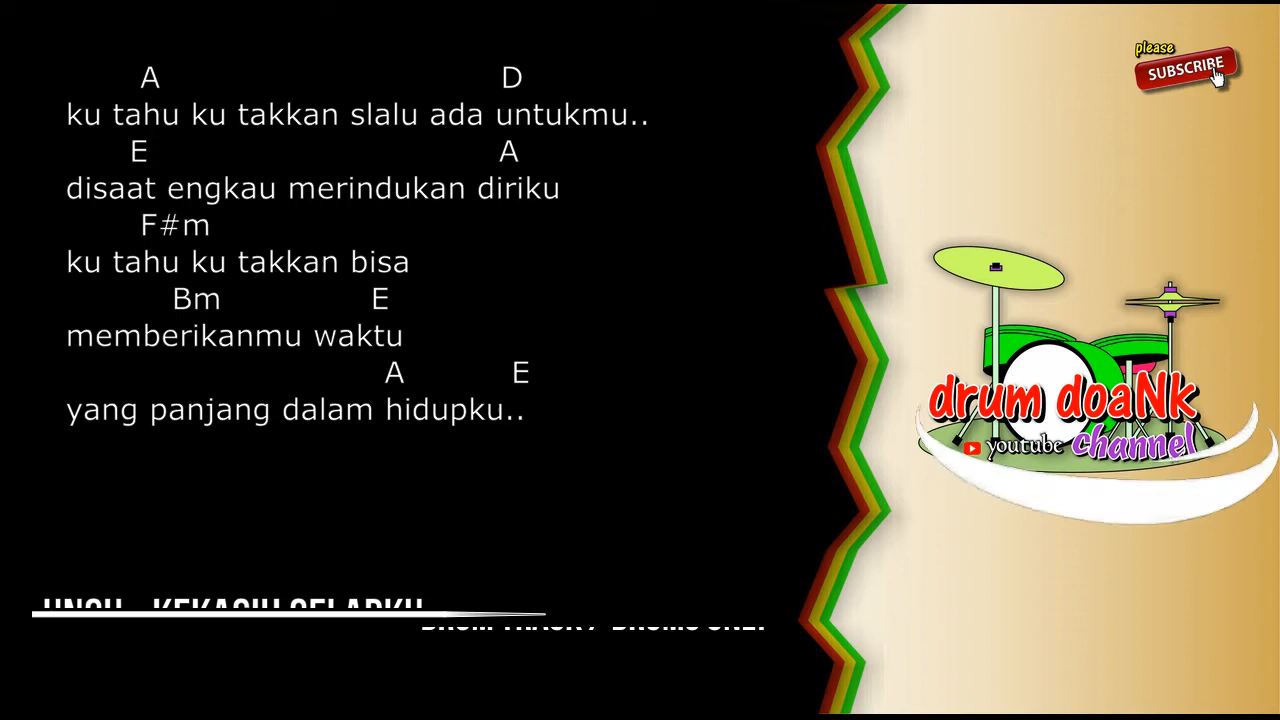 A D
ku tahu ku takkan slalu ada untukmu..
E A
disaat engkau merindukan diriku
F#m
ku tahu ku takkan bisa
Bm E
memberikanmu waktu
A E
yang panjang dalam hidupku..
please
SUBSCRIBE
drum doaNk
youtube channel